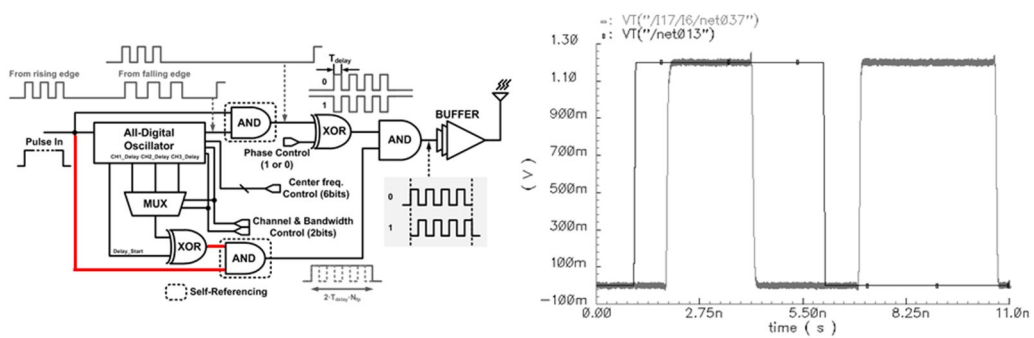 From rising edge From falling edge
Pulse In
All-Digital
Oscillator
CH1_Delay CH2_Delay CH3_Delay
MUX
Delay_Start
XOR
AND
AND
Phase Control
(1 or 0)
XOR
Tdelay
0
1
AND
BUFFER
Center freq.
Control (6bits)
Channel & Bandwidth
Control (2bits)
0
1
Self-Referencing
2·Tdelay·Nfp
VT("/I17/I6/net037")
VT("/net013")
1.30
1.10
900m
700m
500m
300m
100m
-100m
(V)
0.00 2.75n 5.50n 8.25n 11.0n
time (s)